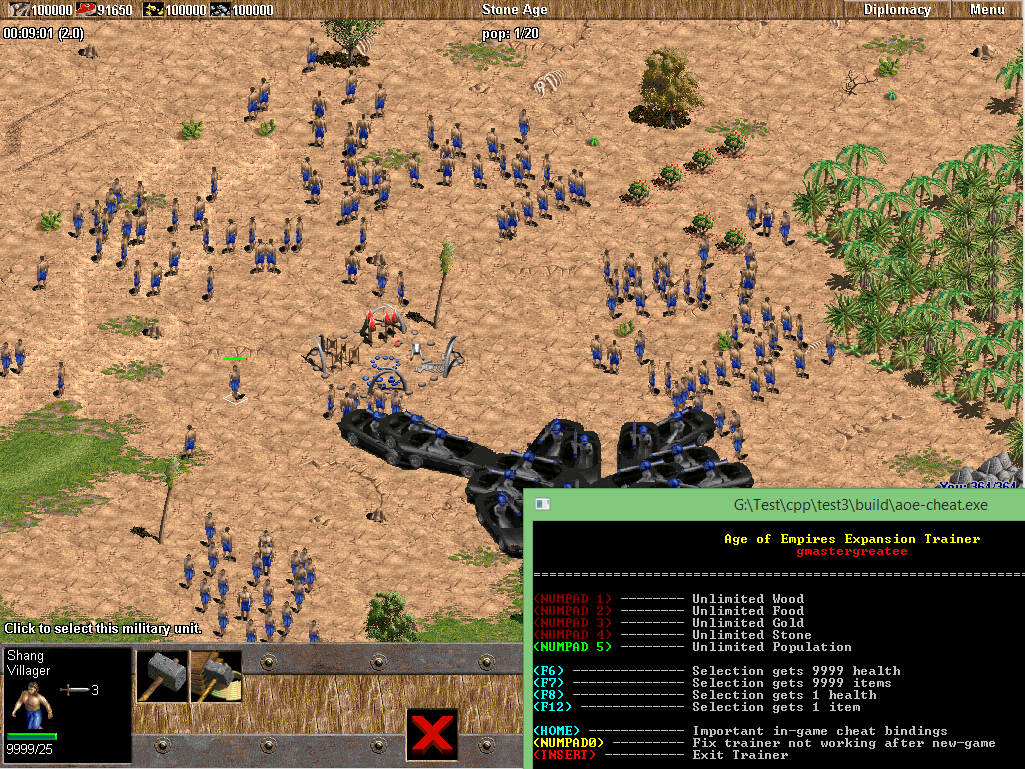 100000 91650 100000 100000 Stone Age Diplomacy Menu
00:09:01 (2.0) pop: 1/20
You: 364/364
G:\Test\cpp\test3\build\aoe-cheat.exe
Age of Empires Expansion Trainer
gmastergreatee
================================================================
<NUMPAD 1> -------- Unlimited Wood
<NUMPAD 2> -------- Unlimited Food
<NUMPAD 3> -------- Unlimited Gold
<NUMPAD 4> -------- Unlimited Stone
<NUMPAD 5> -------- Unlimited Population
<F6> -------------- Selection gets 9999 health
<F7> -------------- Selection gets 9999 items
<F8> -------------- Selection gets 1 health
<F12> ------------- Selection gets 1 item
<HOME> ------------ Important in-game cheat bindings
<NUMPAD0> --------- Fix trainer not working after new-game
<INSERT> ---------- Exit Trainer
Click to select this military unit.
Shang
Villager
3
9999/25